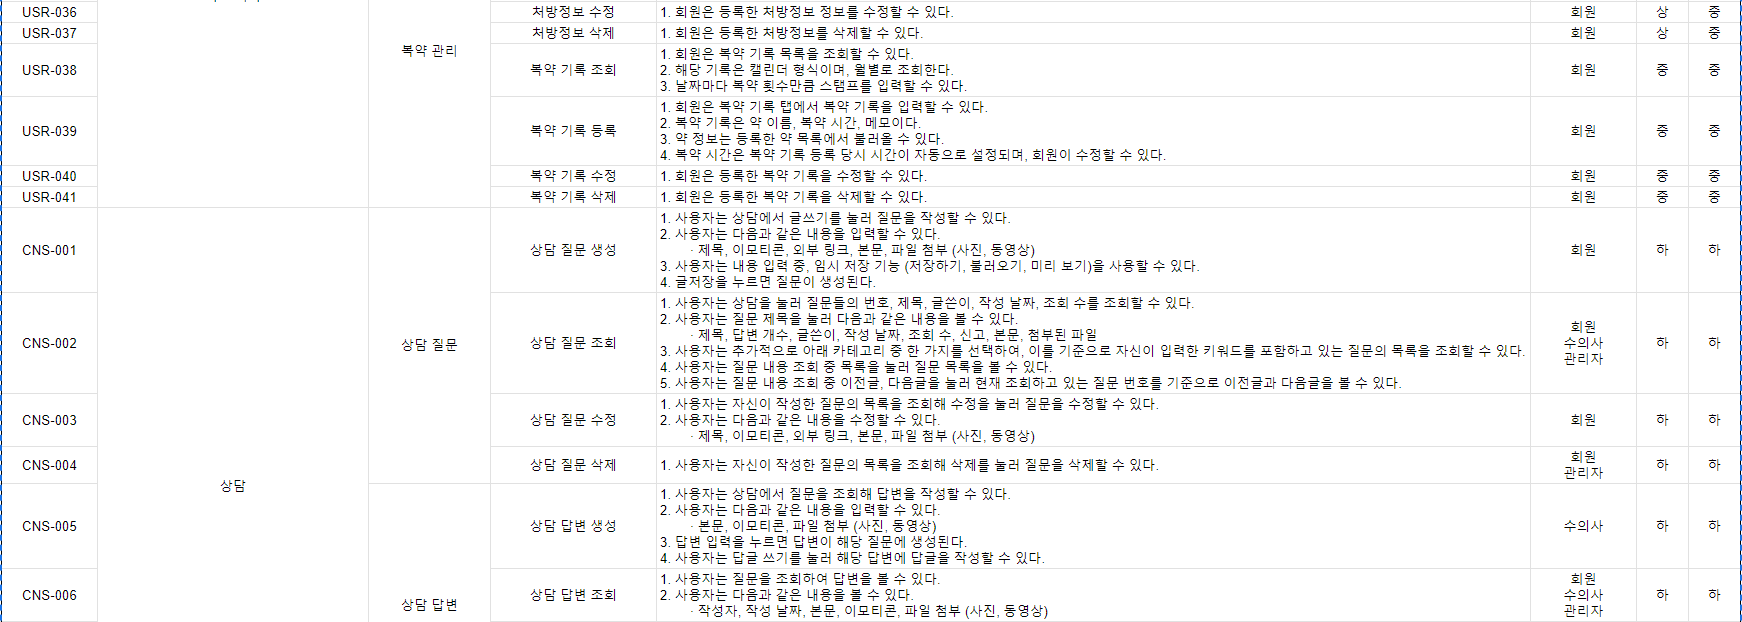 USR-036 처방정보 수정 1. 회원은 등록한 처방정보 정보를 수정할 수 있다. 회원 상 중
USR-037 처방정보 삭제 1. 회원은 등록한 처방정보를 삭제할 수 있다. 회원 상 중
복약 관리
USR-038 복약 기록 조회 1. 회원은 복약 기록 목록을 조회할 수 있다.
2. 해당 기록은 캘린더 형식이며, 월별로 조회한다.
3. 날짜마다 복약 횟수만큼 스탬프를 입력할 수 있다.
회원 중 중
USR-039 복약 기록 등록 1. 회원은 복약 기록 탭에서 복약 기록을 입력할 수 있다.
2. 복약 기록은 약 이름, 복약 시간, 메모이다.
3. 약 정보는 등록한 약 목록에서 불러올 수 있다.
4. 복약 시간은 복약 기록 등록 당시 시간이 자동으로 설정되며, 회원이 수정할 수 있다.
회원 중 중
USR-040 복약 기록 수정 1. 회원은 등록한 복약 기록을 수정할 수 있다. 회원 중 중
USR-041 복약 기록 삭제 1. 회원은 등록한 복약 기록을 삭제할 수 있다. 회원 중 중
상담
상담 질문
CNS-001 상담 질문 생성 1. 사용자는 상담에서 글쓰기를 눌러 질문을 작성할 수 있다.
2. 사용자는 다음과 같은 내용을 입력할 수 있다.
· 제목, 이모티콘, 외부 링크, 본문, 파일 첨부 (사진, 동영상)
3. 사용자는 내용 입력 중, 임시 저장 기능 (저장하기, 불러오기, 미리 보기)을 사용할 수 있다.
4. 글저장을 누르면 질문이 생성된다.
회원 하 하
CNS-002 상담 질문 조회 1. 사용자는 상담을 눌러 질문들의 번호, 제목, 글쓴이, 작성 날짜, 조회 수를 조회할 수 있다.
2. 사용자는 질문 제목을 눌러 다음과 같은 내용을 볼 수 있다.
· 제목, 답변 개수, 글쓴이, 작성 날짜, 조회 수, 신고, 본문, 첨부된 파일
3. 사용자는 추가적으로 아래 카테고리 중 한 가지를 선택하여, 이를 기준으로 자신이 입력한 키워드를 포함하고 있는 질문의 목록을 조회할 수 있다.
4. 사용자는 질문 내용 조회 중 목록을 눌러 질문 목록을 볼 수 있다.
5. 사용자는 질문 내용 조회 중 이전글, 다음글을 눌러 현재 조회하고 있는 질문 번호를 기준으로 이전글과 다음글을 볼 수 있다.
회원
수의사
관리자
하 하
CNS-003 상담 질문 수정 1. 사용자는 자신이 작성한 질문의 목록을 조회해 수정을 눌러 질문을 수정할 수 있다.
2. 사용자는 다음과 같은 내용을 수정할 수 있다.
· 제목, 이모티콘, 외부 링크, 본문, 파일 첨부 (사진, 동영상)
회원 하 하
CNS-004 상담 질문 삭제 1. 사용자는 자신이 작성한 질문의 목록을 조회해 삭제를 눌러 질문을 삭제할 수 있다.
회원
관리자
하 하
상담 답변
CNS-005 상담 답변 생성 1. 사용자는 상담에서 질문을 조회해 답변을 작성할 수 있다.
2. 사용자는 다음과 같은 내용을 입력할 수 있다.
· 본문, 이모티콘, 파일 첨부 (사진, 동영상)
3. 답변 입력을 누르면 답변이 해당 질문에 생성된다.
4. 사용자는 답글 쓰기를 눌러 해당 답변에 답글을 작성할 수 있다.
수의사 하 하
CNS-006 상담 답변 조회 1. 사용자는 질문을 조회하여 답변을 볼 수 있다.
2. 사용자는 다음과 같은 내용을 볼 수 있다.
· 작성자, 작성 날짜, 본문, 이모티콘, 파일 첨부 (사진, 동영상)
회원
수의사
관리자
하 하